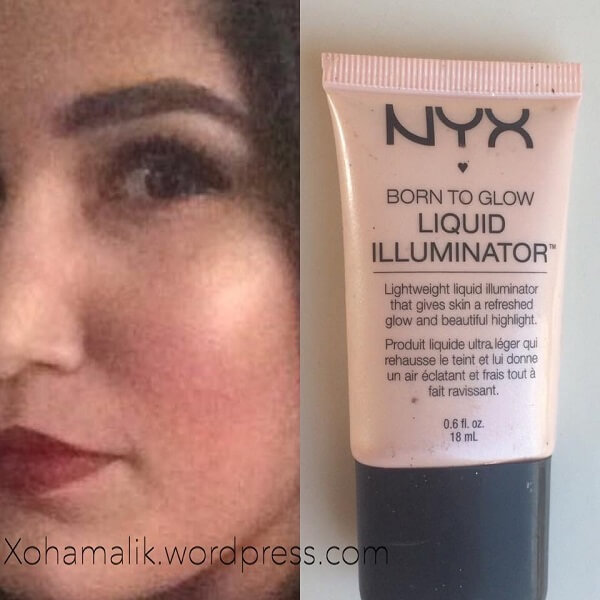 NYX
BORN TO GLOW
LIQUID
ILLUMINATOR™
Lightweight liquid illuminator
that gives skin a refreshed
glow and beautiful highlight.
Produit liquide ultra léger qui
rehausse le teint et lui donne
un air éclatant et frais tout à
fait ravissant.
0.6 fl. oz.
18 mL
Xohamalik.wordpress.com